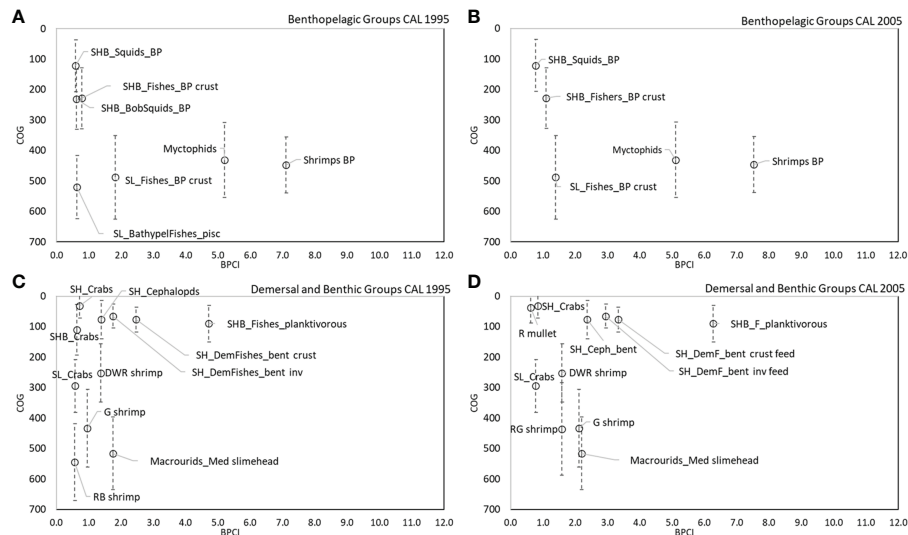 A
Benthopelagic Groups CAL 1995
0
100
200
300
400
500
600
700
COG
SHB_Squids_BP
SHB_Fishes_BP crust
SHB_BobSquids_BP
Myctophids
Shrimps BP
SL_Fishes_BP crust
SL_BathypelFishes_pisc
0.0 1.0 2.0 3.0 4.0 5.0 6.0 7.0 8.0 9.0 10.0 11.0 12.0
BPCI
B
Benthopelagic Groups CAL 2005
0
100
200
300
400
500
600
700
COG
SHB_Squids_BP
SHB_Fishers_BP crust
Myctophids
Shrimps BP
SL_Fishes_BP crust
0.0 1.0 2.0 3.0 4.0 5.0 6.0 7.0 8.0 9.0 10.0 11.0 12.0
BPCI
C
Demersal and Benthic Groups CAL 1995
0
100
200
300
400
500
600
700
COG
SH_Crabs
SH_Cephalopds
SHB_Fishes_planktivorous
SHB_Crabs
SH_DemFishes_bent crust
SH_DemFishes_bent inv
SL_Crabs
DWR shrimp
G shrimp
Macrourids_Med slimehead
RB shrimp
0.0 1.0 2.0 3.0 4.0 5.0 6.0 7.0 8.0 9.0 10.0 11.0 12.0
BPCI
D
Demersal and Benthic Groups CAL 2005
0
100
200
300
400
500
600
700
COG
SH_Crabs
R mullet
SHB_F_planktivorous
SH_Ceph_bent
SH_DemF_bent crust feed
SH_DemF_bent inv feed
SL_Crabs
DWR shrimp
RG shrimp
G shrimp
Macrourids_Med slimehead
0.0 1.0 2.0 3.0 4.0 5.0 6.0 7.0 8.0 9.0 10.0 11.0 12.0
BPCI